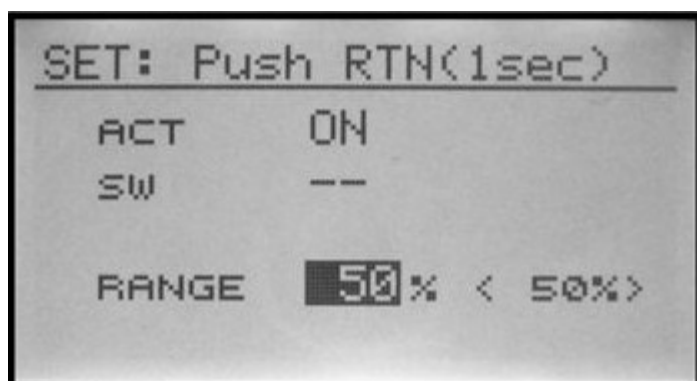 SET: Push RTN(1sec)
ACT ON
SW --
RANGE 50% < 50%>